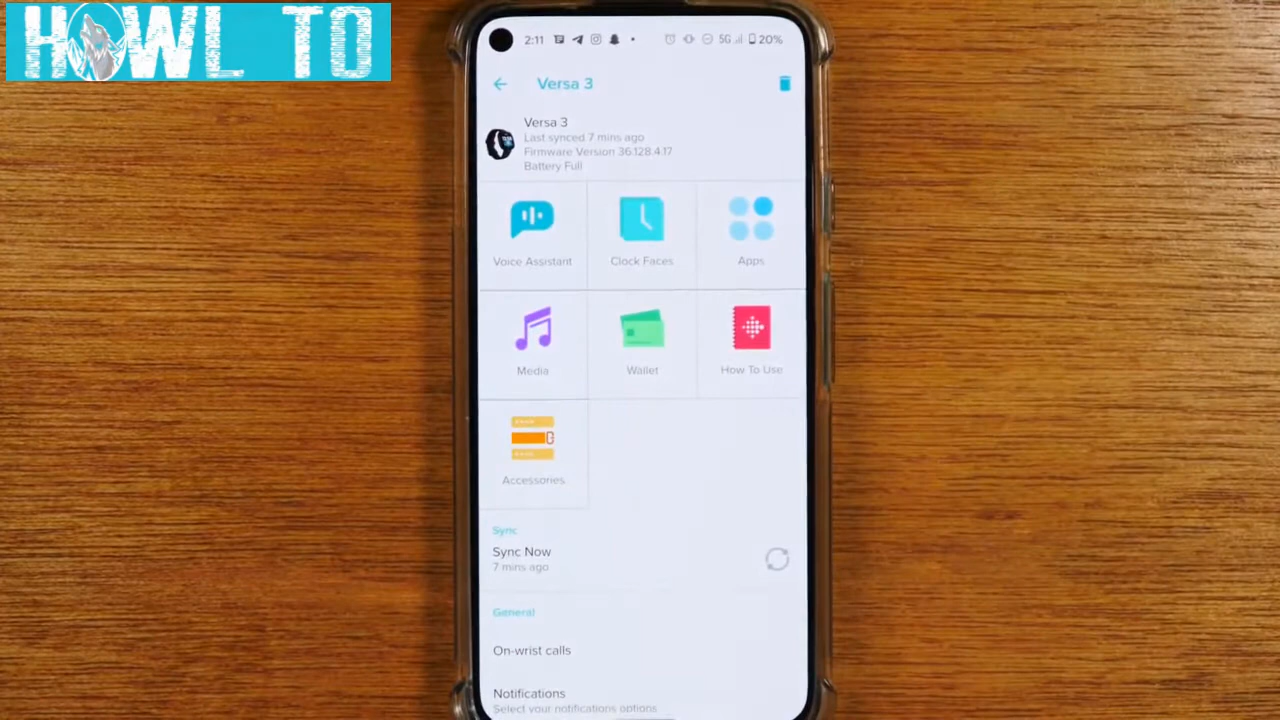 HOWL TO
2:11
5G
20%
Versa 3
Versa 3
Last synced 7 mins ago
Firmware Version 36.128.4.17
Battery Full
Voice Assistant
Clock Faces
Apps
Media
Wallet
How To Use
Accessories
Sync
Sync Now
7 mins ago
General
On-wrist calls
Notifications
Select your notifications options